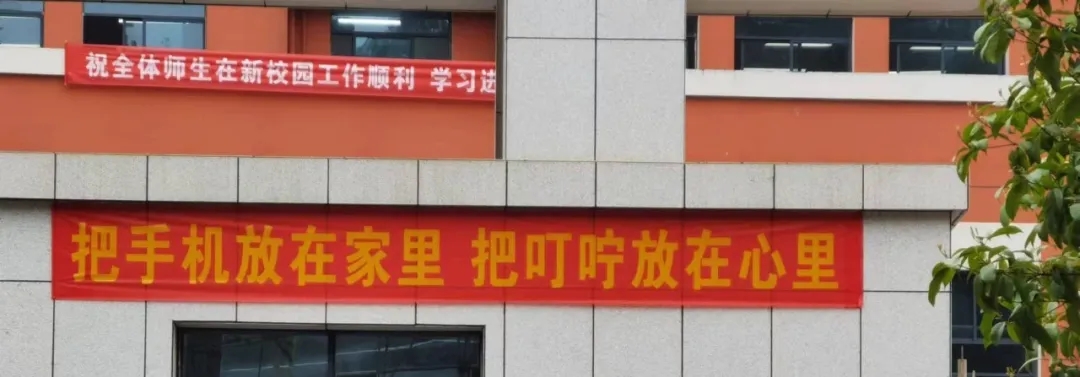 祝全体师生在新校园工作顺利 学习进
把手机放在家里 把叮咛放在心里